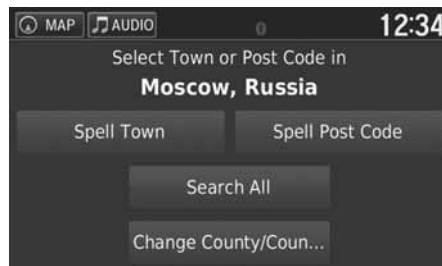 MAP AUDIO 0 12:34
Select Town or Post Code in
Moscow, Russia
Spell Town Spell Post Code
Search All
Change County/Coun...